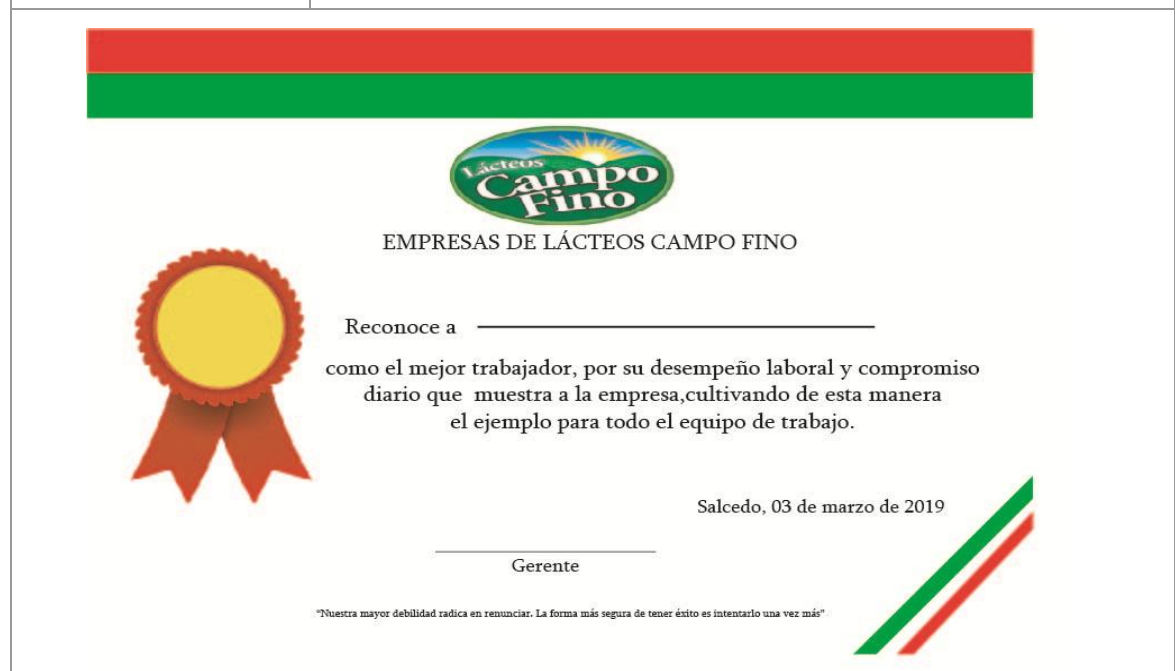 Lácteos
Campo
Fino
EMPRESAS DE LÁCTEOS CAMPO FINO
Reconoce a
como el mejor trabajador, por su desempeño laboral y compromiso
diario que muestra a la empresa,cultivando de esta manera
el ejemplo para todo el equipo de trabajo.
Salcedo, 03 de marzo de 2019
Gerente
"Nuestra mayor debilidad radica en renunciar. La forma más segura de tener éxito es intentarlo una vez más"